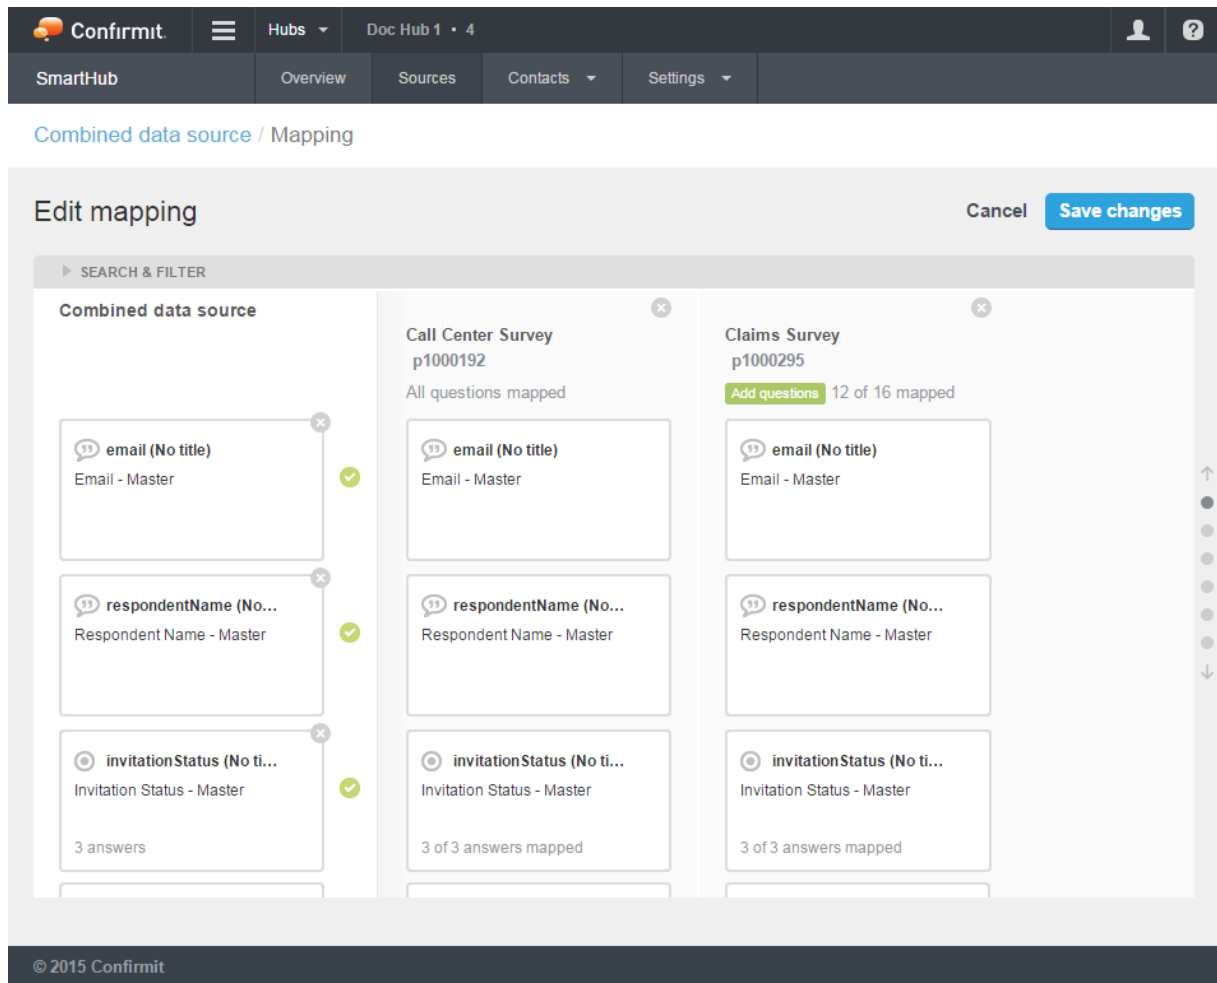 Confirmit.
Hubs
Doc Hub 1 • 4
SmartHub
Overview
Sources
Contacts
Settings
Combined data source / Mapping
Edit mapping
Cancel
Save changes
SEARCH & FILTER
Combined data source
Call Center Survey
p1000192
All questions mapped
Claims Survey
p1000295
Add questions 12 of 16 mapped
email (No title)
Email - Master
email (No title)
Email - Master
email (No title)
Email - Master
respondentName (No...
Respondent Name - Master
respondentName (No...
Respondent Name - Master
respondentName (No...
Respondent Name - Master
invitationStatus (No ti...
Invitation Status - Master
3 answers
invitationStatus (No ti...
Invitation Status - Master
3 of 3 answers mapped
invitationStatus (No ti...
Invitation Status - Master
3 of 3 answers mapped
© 2015 Confirmit